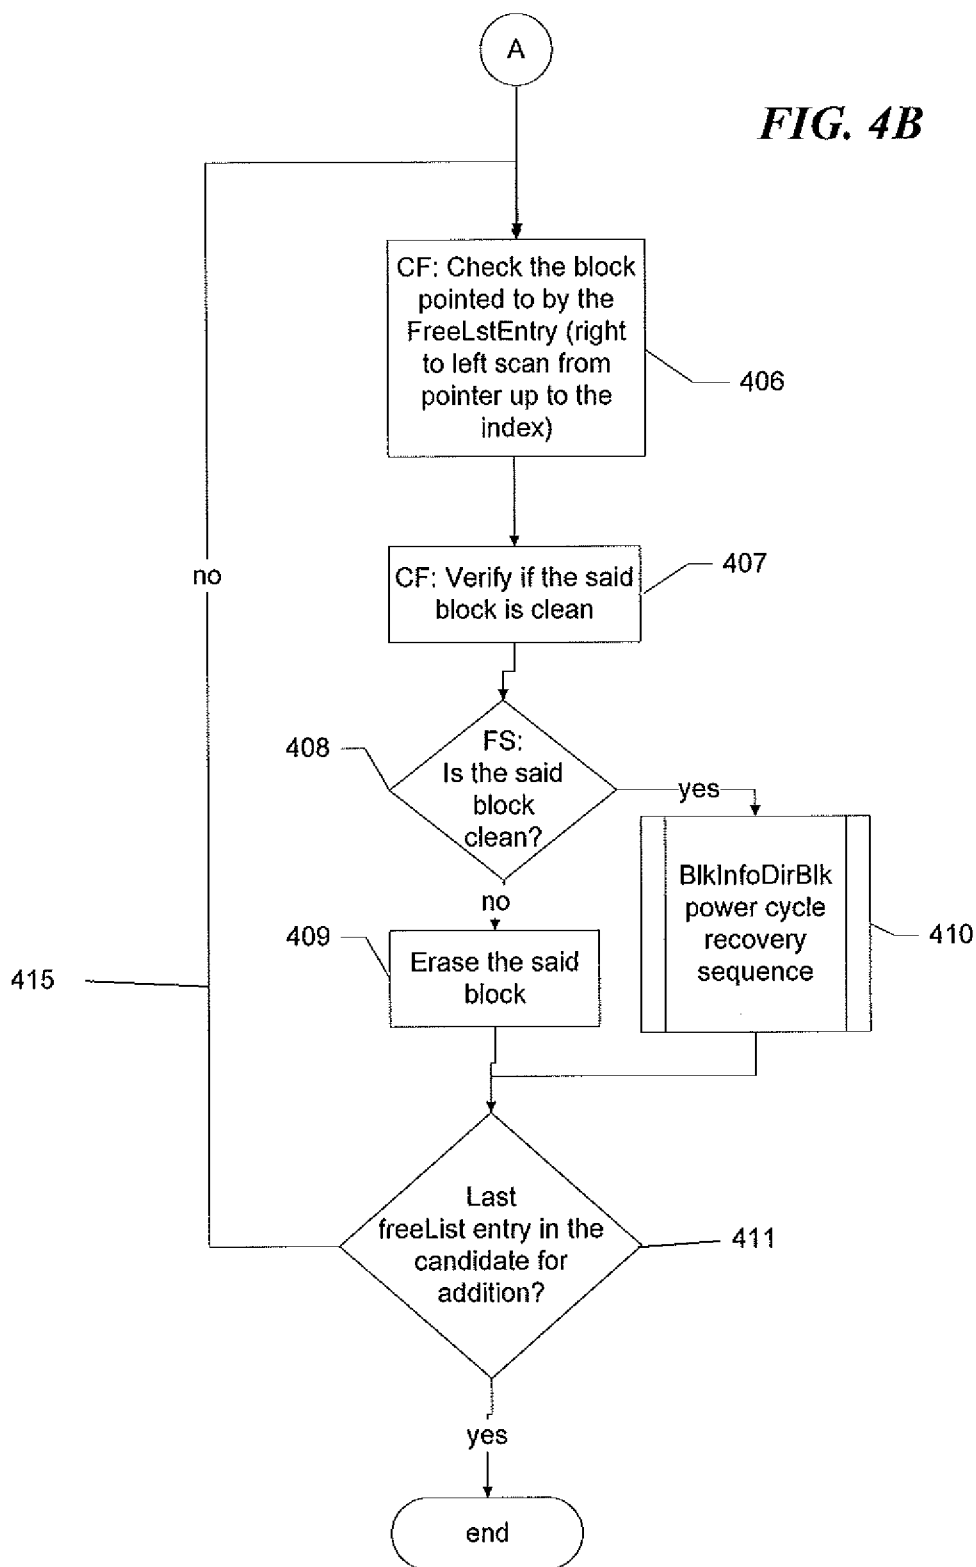 A
FIG. 4B
CF: Check the block
pointed to by the
FreeLstEntry (right
to left scan from
pointer up to the
index)
406
no
CF: Verify if the said
block is clean
407
408
FS:
Is the said
block
clean?
yes
no
BlkInfoDirBlk
power cycle
recovery
sequence
410
409
Erase the said
block
415
Last
freeList entry in the
candidate for
addition?
411
yes
end